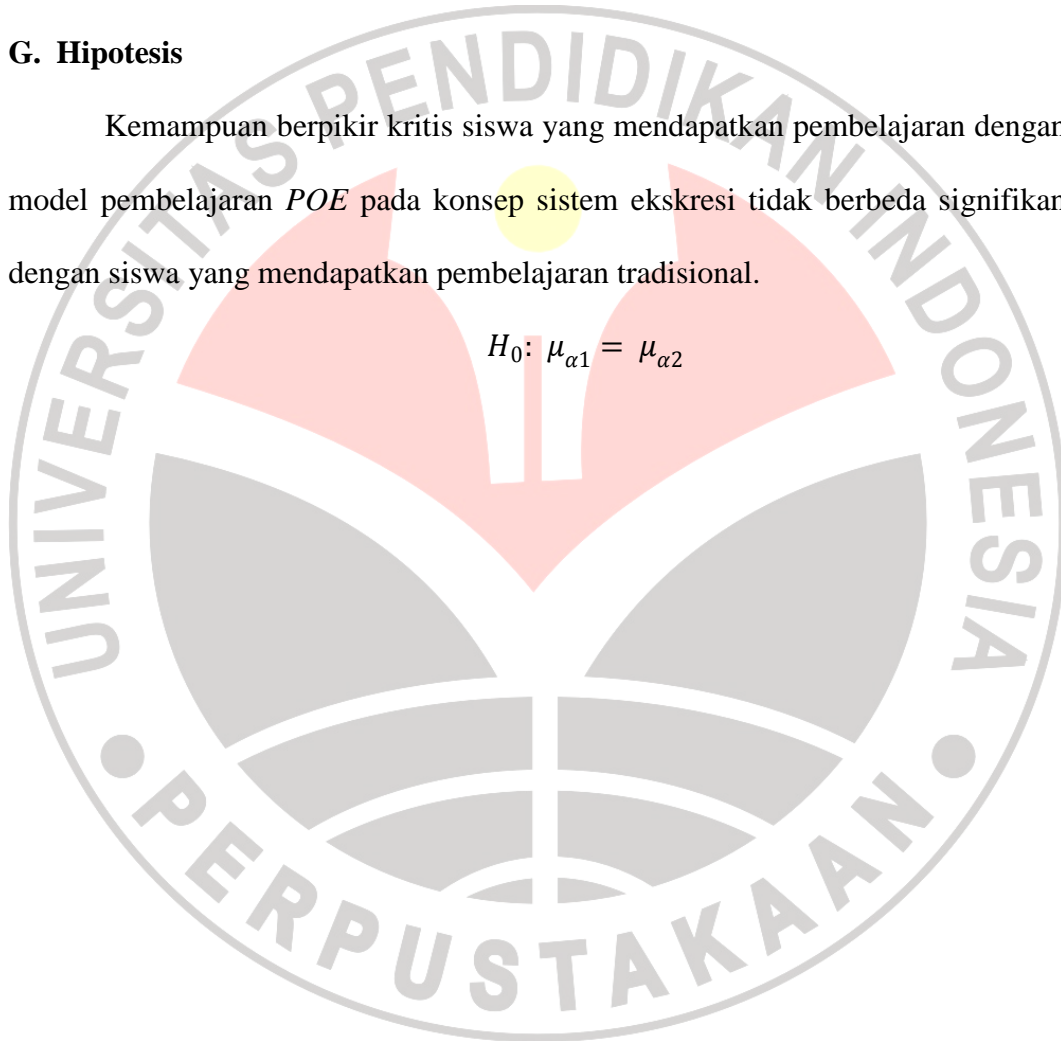 G. Hipotesis
Kemampuan berpikir kritis siswa yang mendapatkan pembelajaran dengan
model pembelajaran POE pada konsep sistem ekskresi tidak berbeda signifikan
dengan siswa yang mendapatkan pembelajaran tradisional.
H₀: μα1 = μα2
UNIVERSITAS PENDIDIKAN INDONESIA
PERPUSTAKAAN